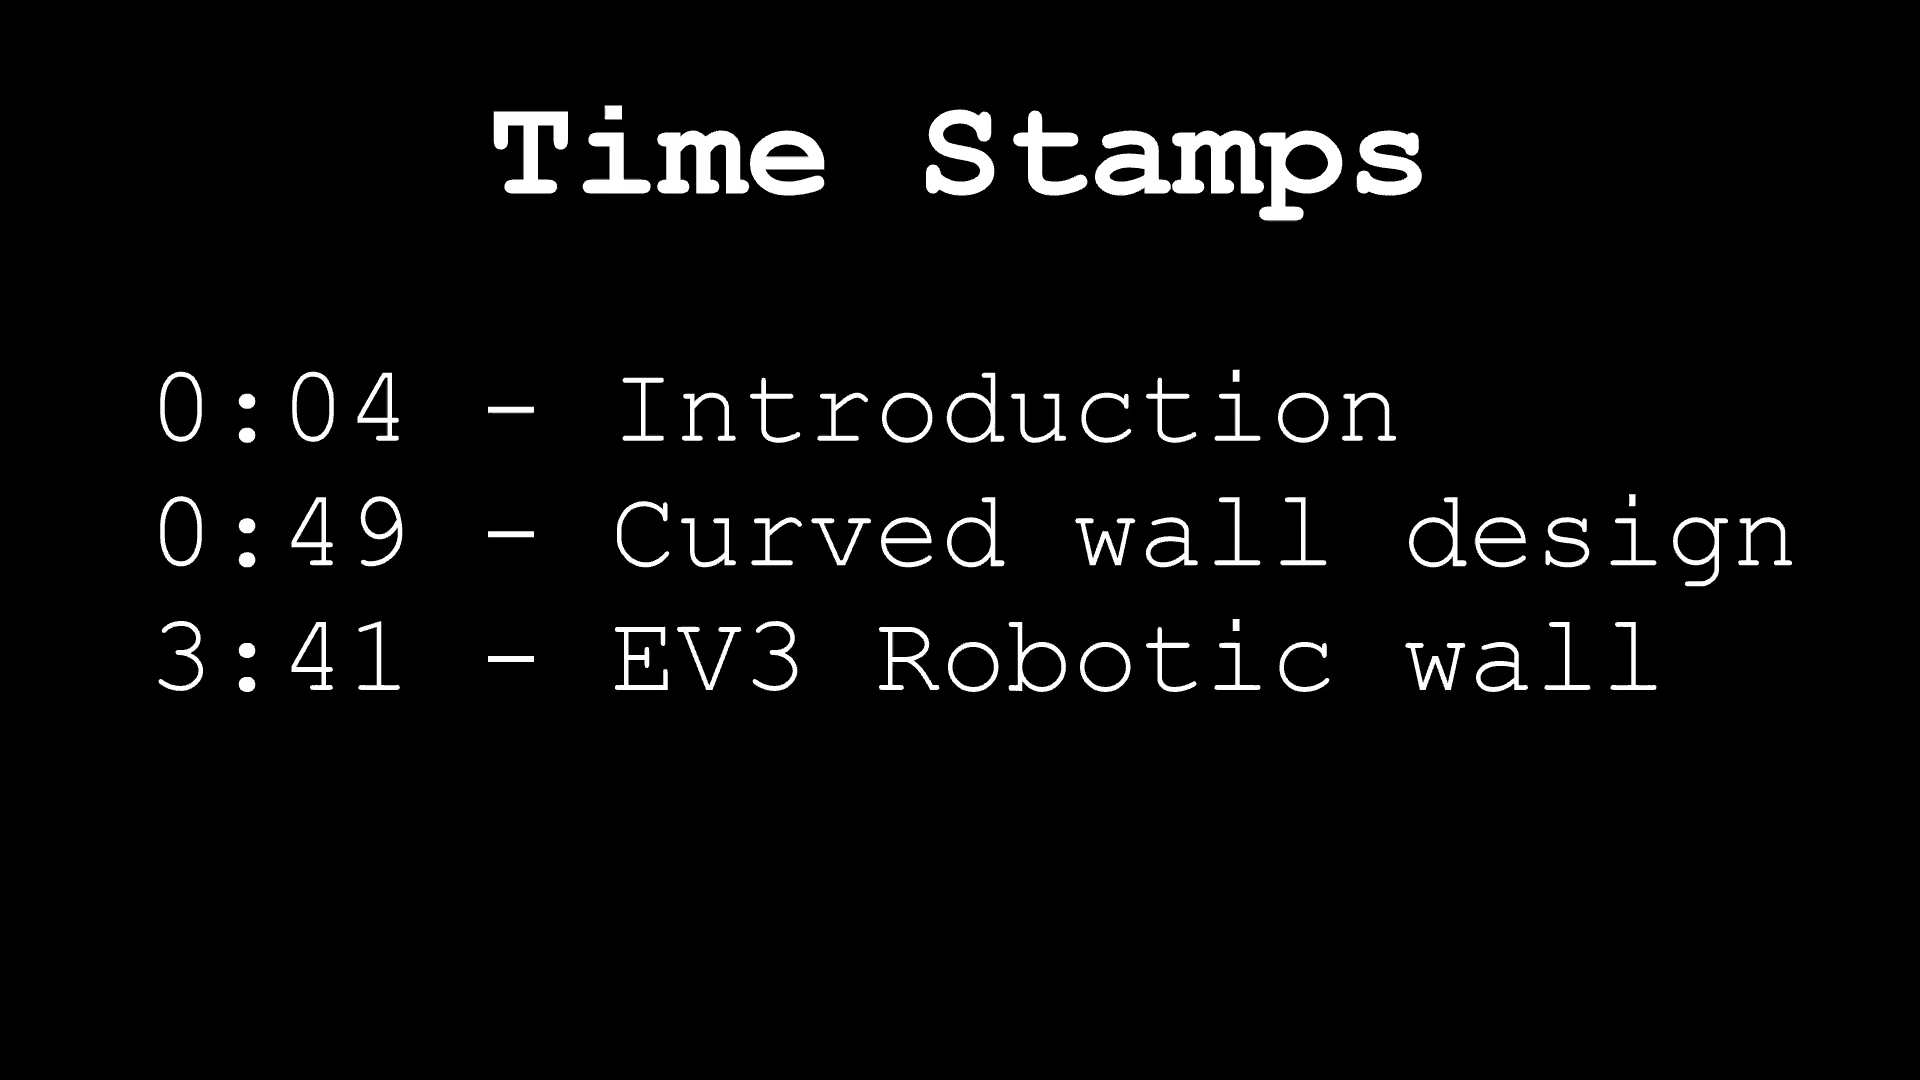 Time Stamps
0:04 - Introduction
0:49 - Curved wall design
3:41 - EV3 Robotic wall